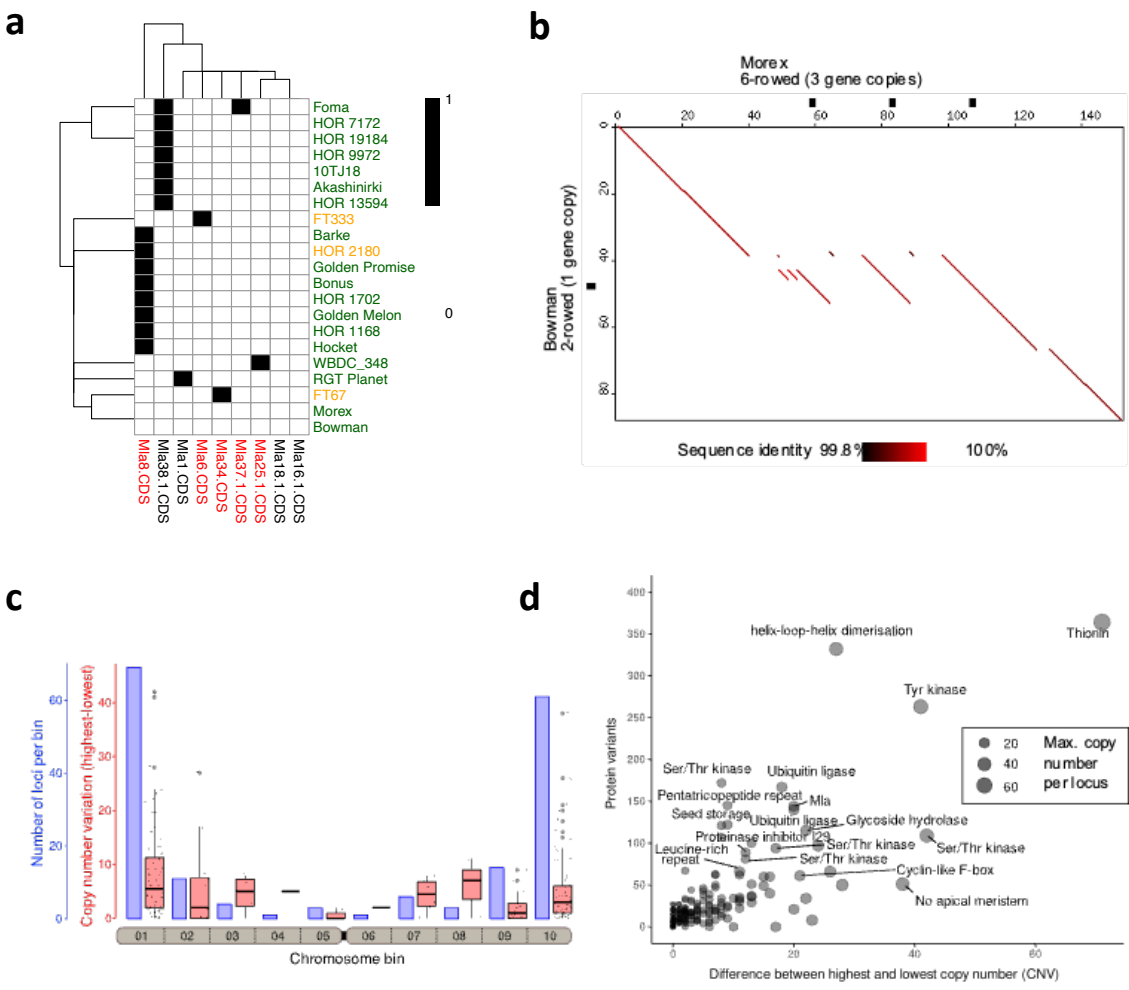 a
1
0
Foma
HOR 7172
HOR 19184
HOR 9972
10TJ18
Akashinirki
HOR 13594
FT333
Barke
HOR 2180
Golden Promise
Bonus
HOR 1702
Golden Melon
HOR 1168
Hocket
WBDC_348
RGT Planet
FT67
Morex
Bowman
Mla8.CDS
Mla38.1.CDS
Mla1.CDS
Mla6.CDS
Mla34.CDS
Mla37.1.CDS
Mla25.1.CDS
Mla18.1.CDS
Mla16.1.CDS
b
Morex
6-rowed (3 gene copies)
0 20 40 60 80 100 120 140
Bowman
2-rowed (1 gene copy)
0
20
40
60
80
Sequence identity 99.8% 100%
c
Number of loci per bin
60
40
20
0
Copy number variation (highest-lowest)
40
30
20
10
0
01 02 03 04 05 06 07 08 09 10
Chromosome bin
d
Protein variants
400
350
300
250
200
150
100
50
0
helix-loop-helix dimerisation
Thionin
Tyr kinase
20 Max. copy
40 number
60 per locus
Ser/Thr kinase
Ubiquitin ligase
Pentatricopeptide repeat
Mla
Seed storage
Ubiquitin ligase
Glycoside hydrolase
Proteinase inhibitor I29
Ser/Thr kinase
Ser/Thr kinase
Leucine-rich
repeat
Ser/Thr kinase
Cyclin-like F-box
No apical meristem
0 20 40 60
Difference between highest and lowest copy number (CNV)